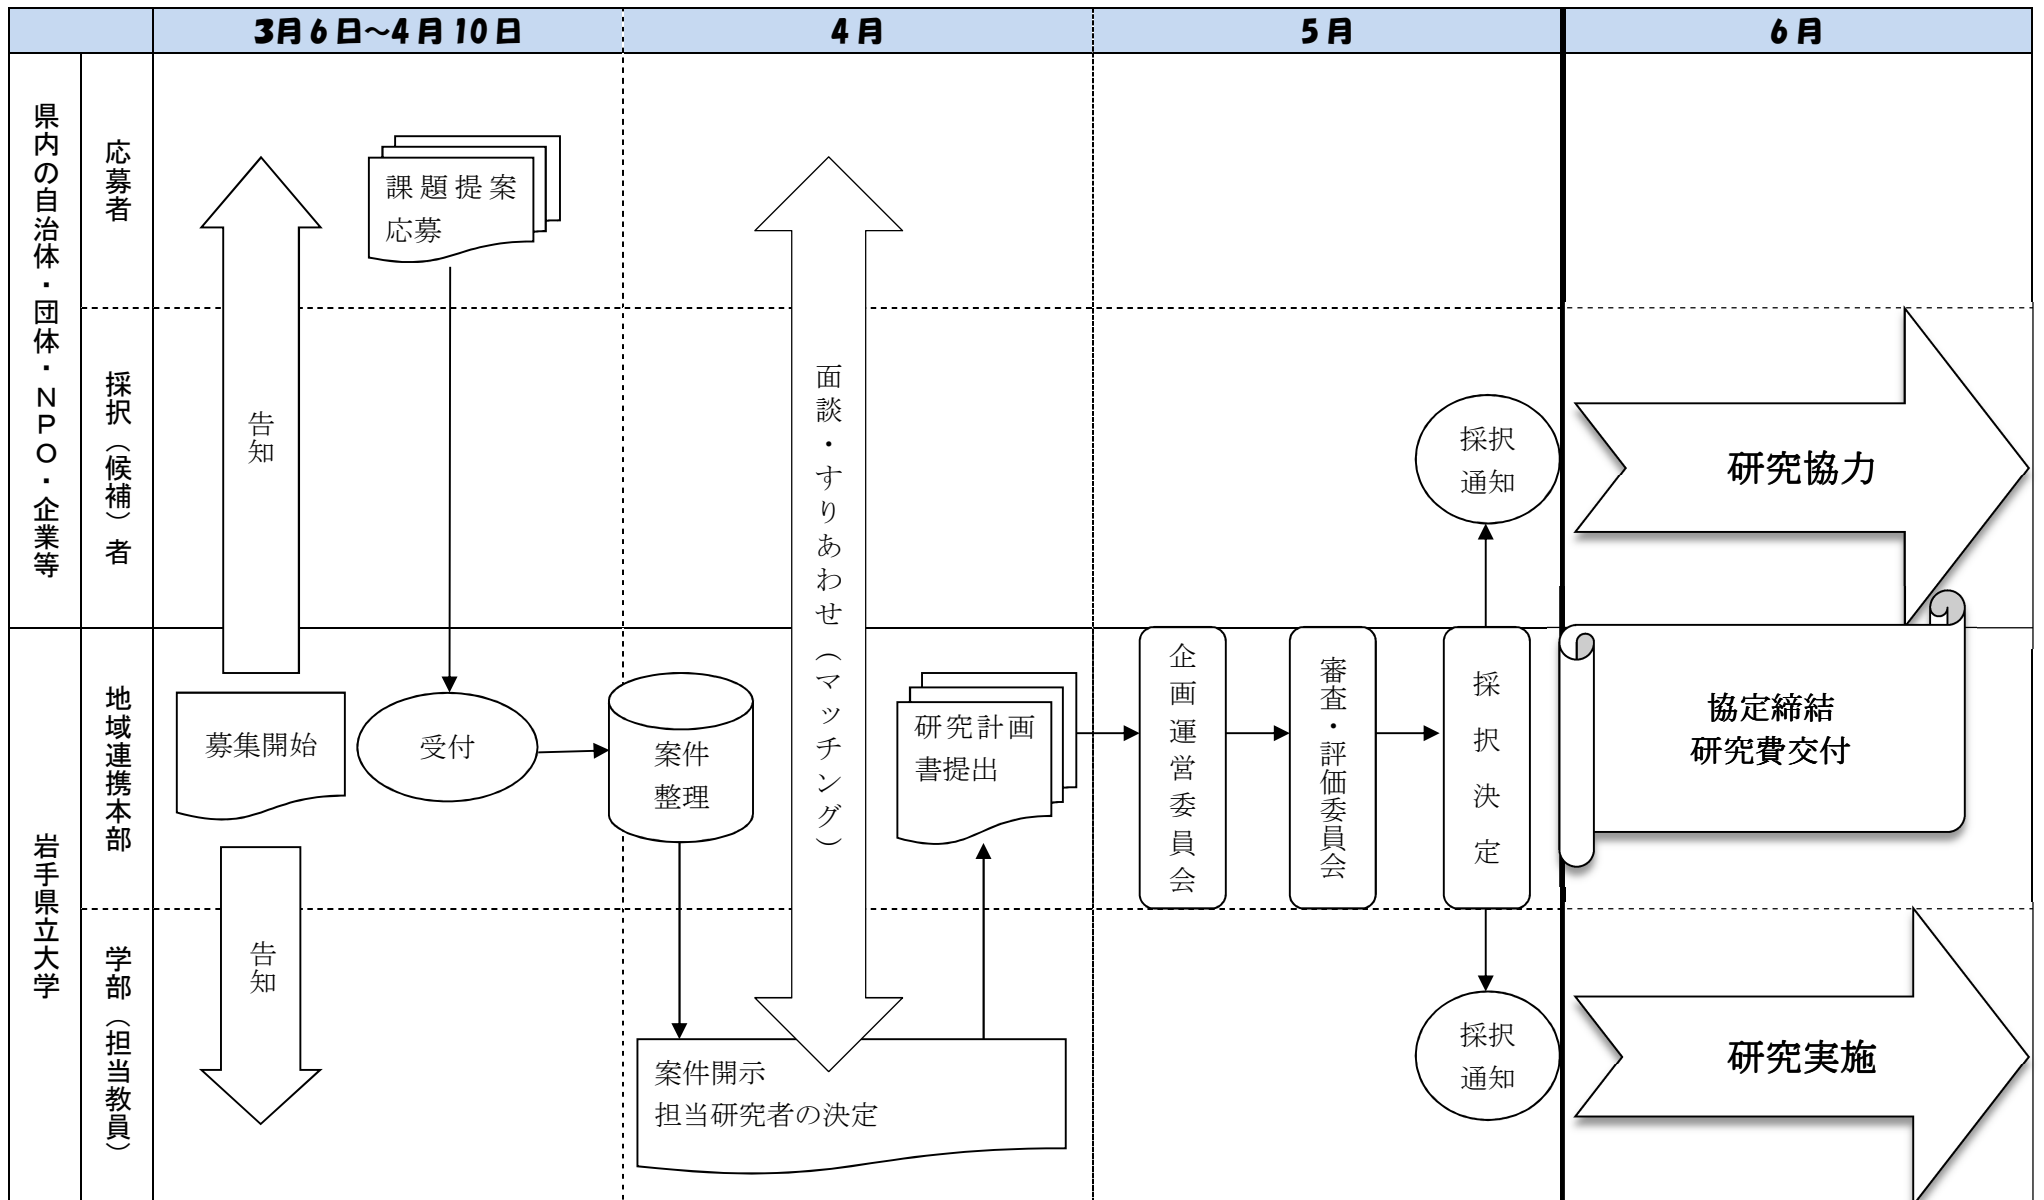 3月6日～4月10日
4月
5月
6月
県内の自治体・団体・ＮＰＯ・企業等
応募者
採択（候補）者
岩手県立大学
地域連携本部
学部（担当教員）
告知
課題提案
応募
募集開始
受付
告知
案件
整理
面談・すりあわせ（マッチング）
研究計画
書提出
案件開示
担当研究者の決定
企画運営委員会
審査・評価委員会
採択決定
採択
通知
採択
通知
研究協力
協定締結
研究費交付
研究実施